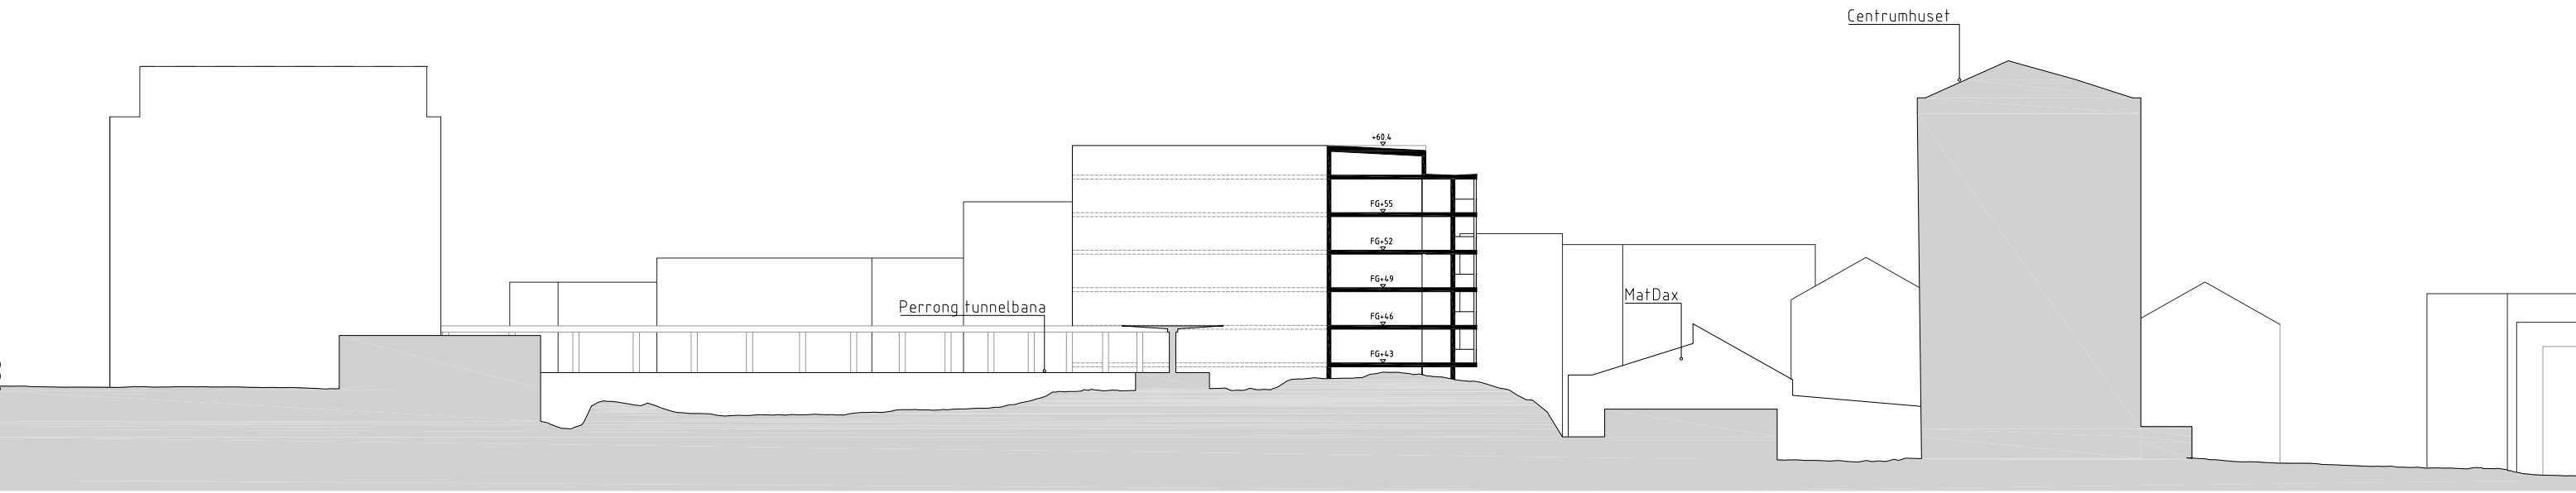 Centrumhuset
+60.4
FG+55
FG+52
FG+49
MatDax
Perrong tunnelbana
FG+46
FG+43